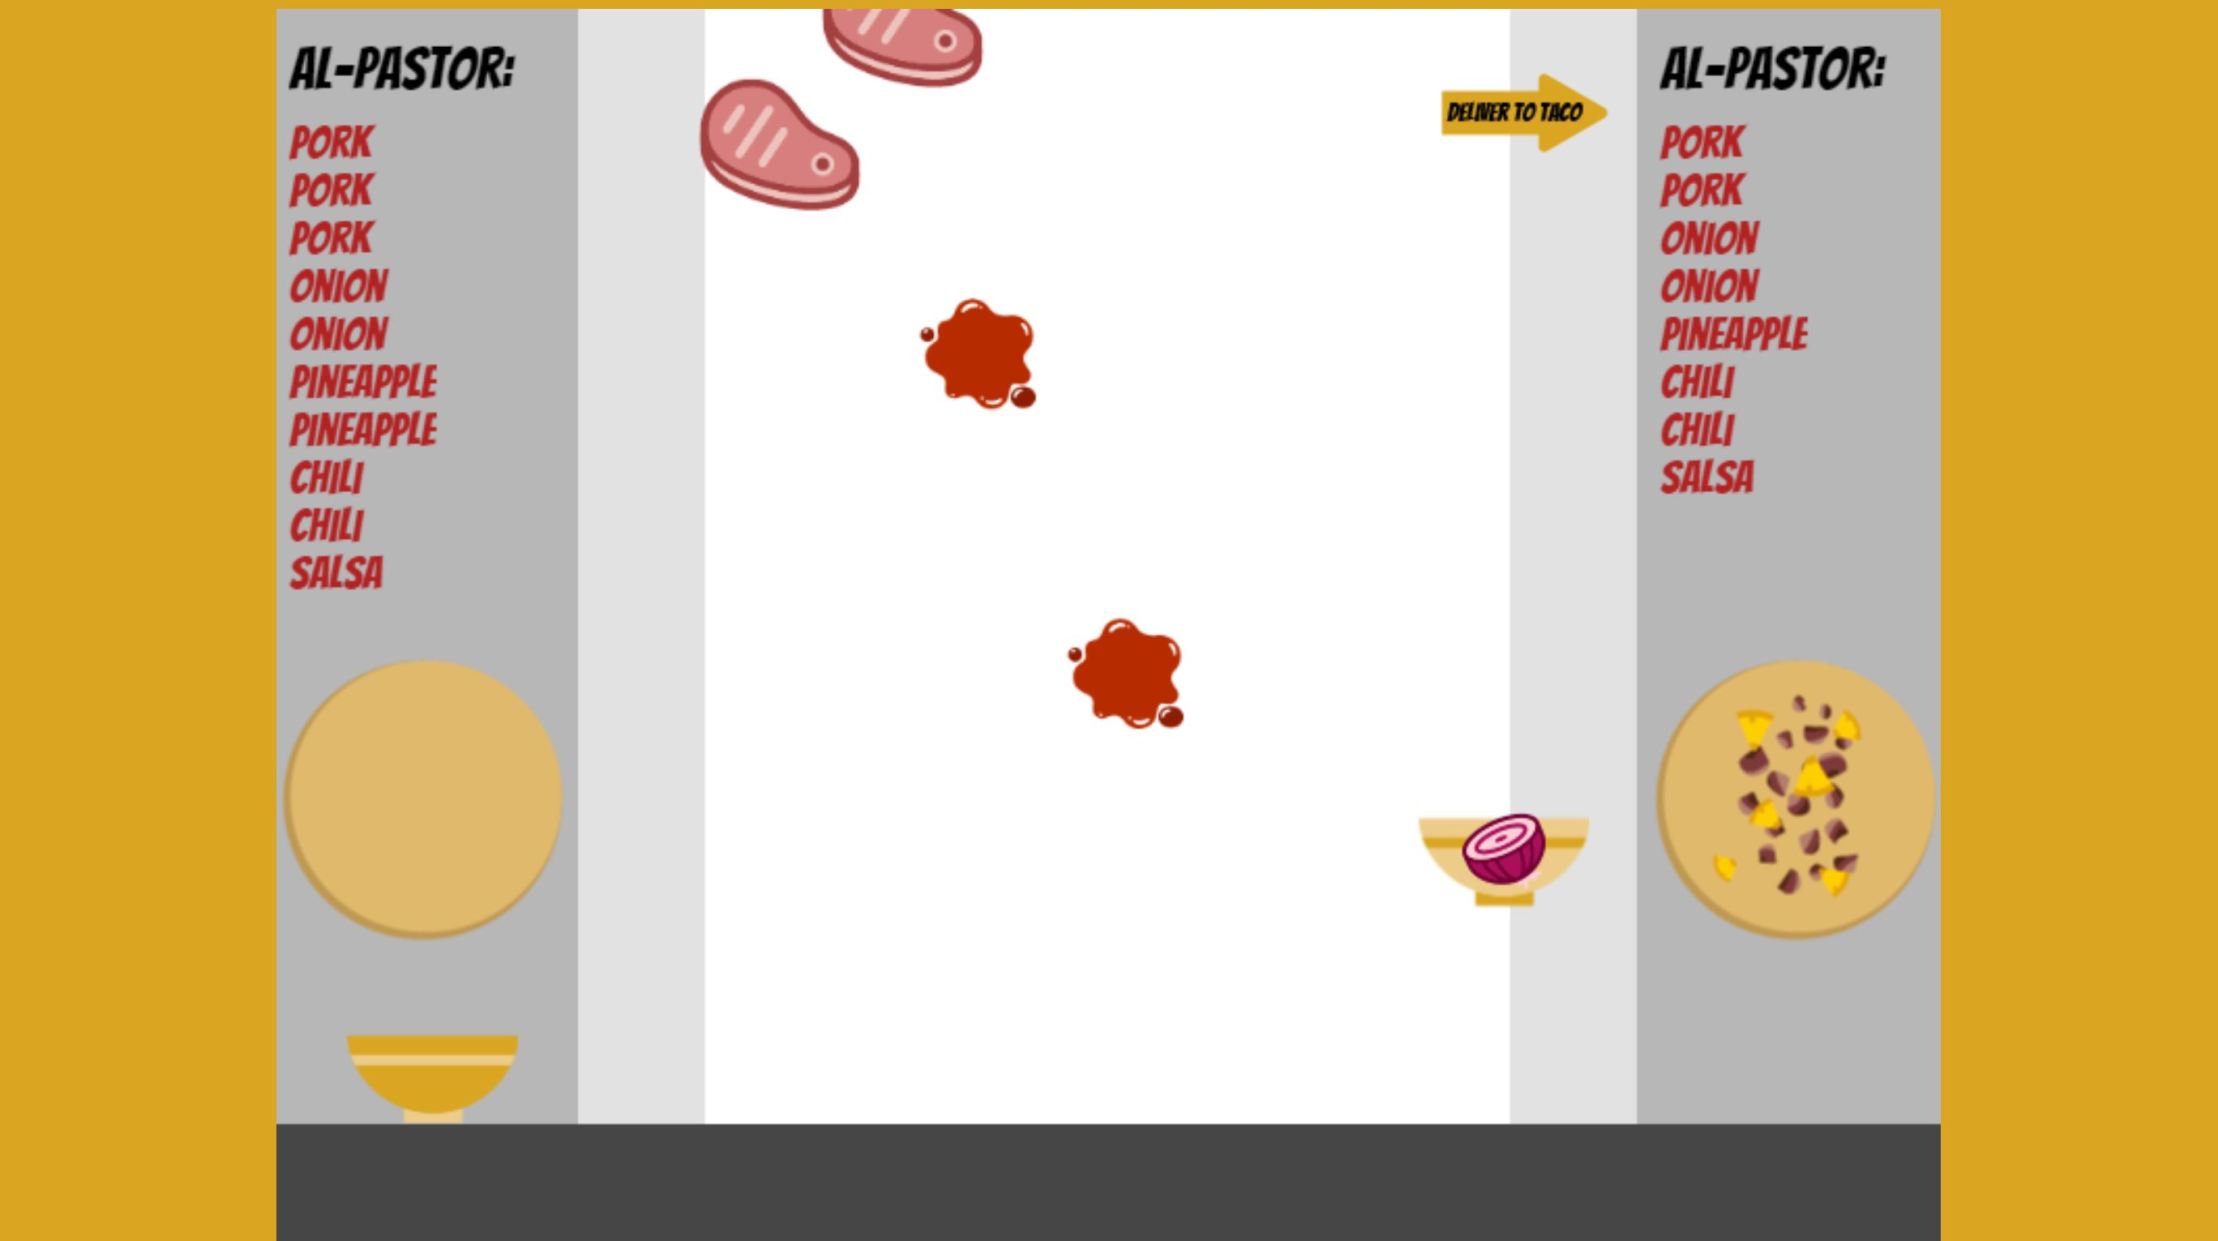 AL-PASTOR:
PORK
PORK
PORK
ONION
ONION
PINEAPPLE
PINEAPPLE
CHILI
CHILI
SALSA
DELIVER TO TACO
AL-PASTOR:
PORK
PORK
ONION
ONION
PINEAPPLE
CHILI
CHILI
SALSA